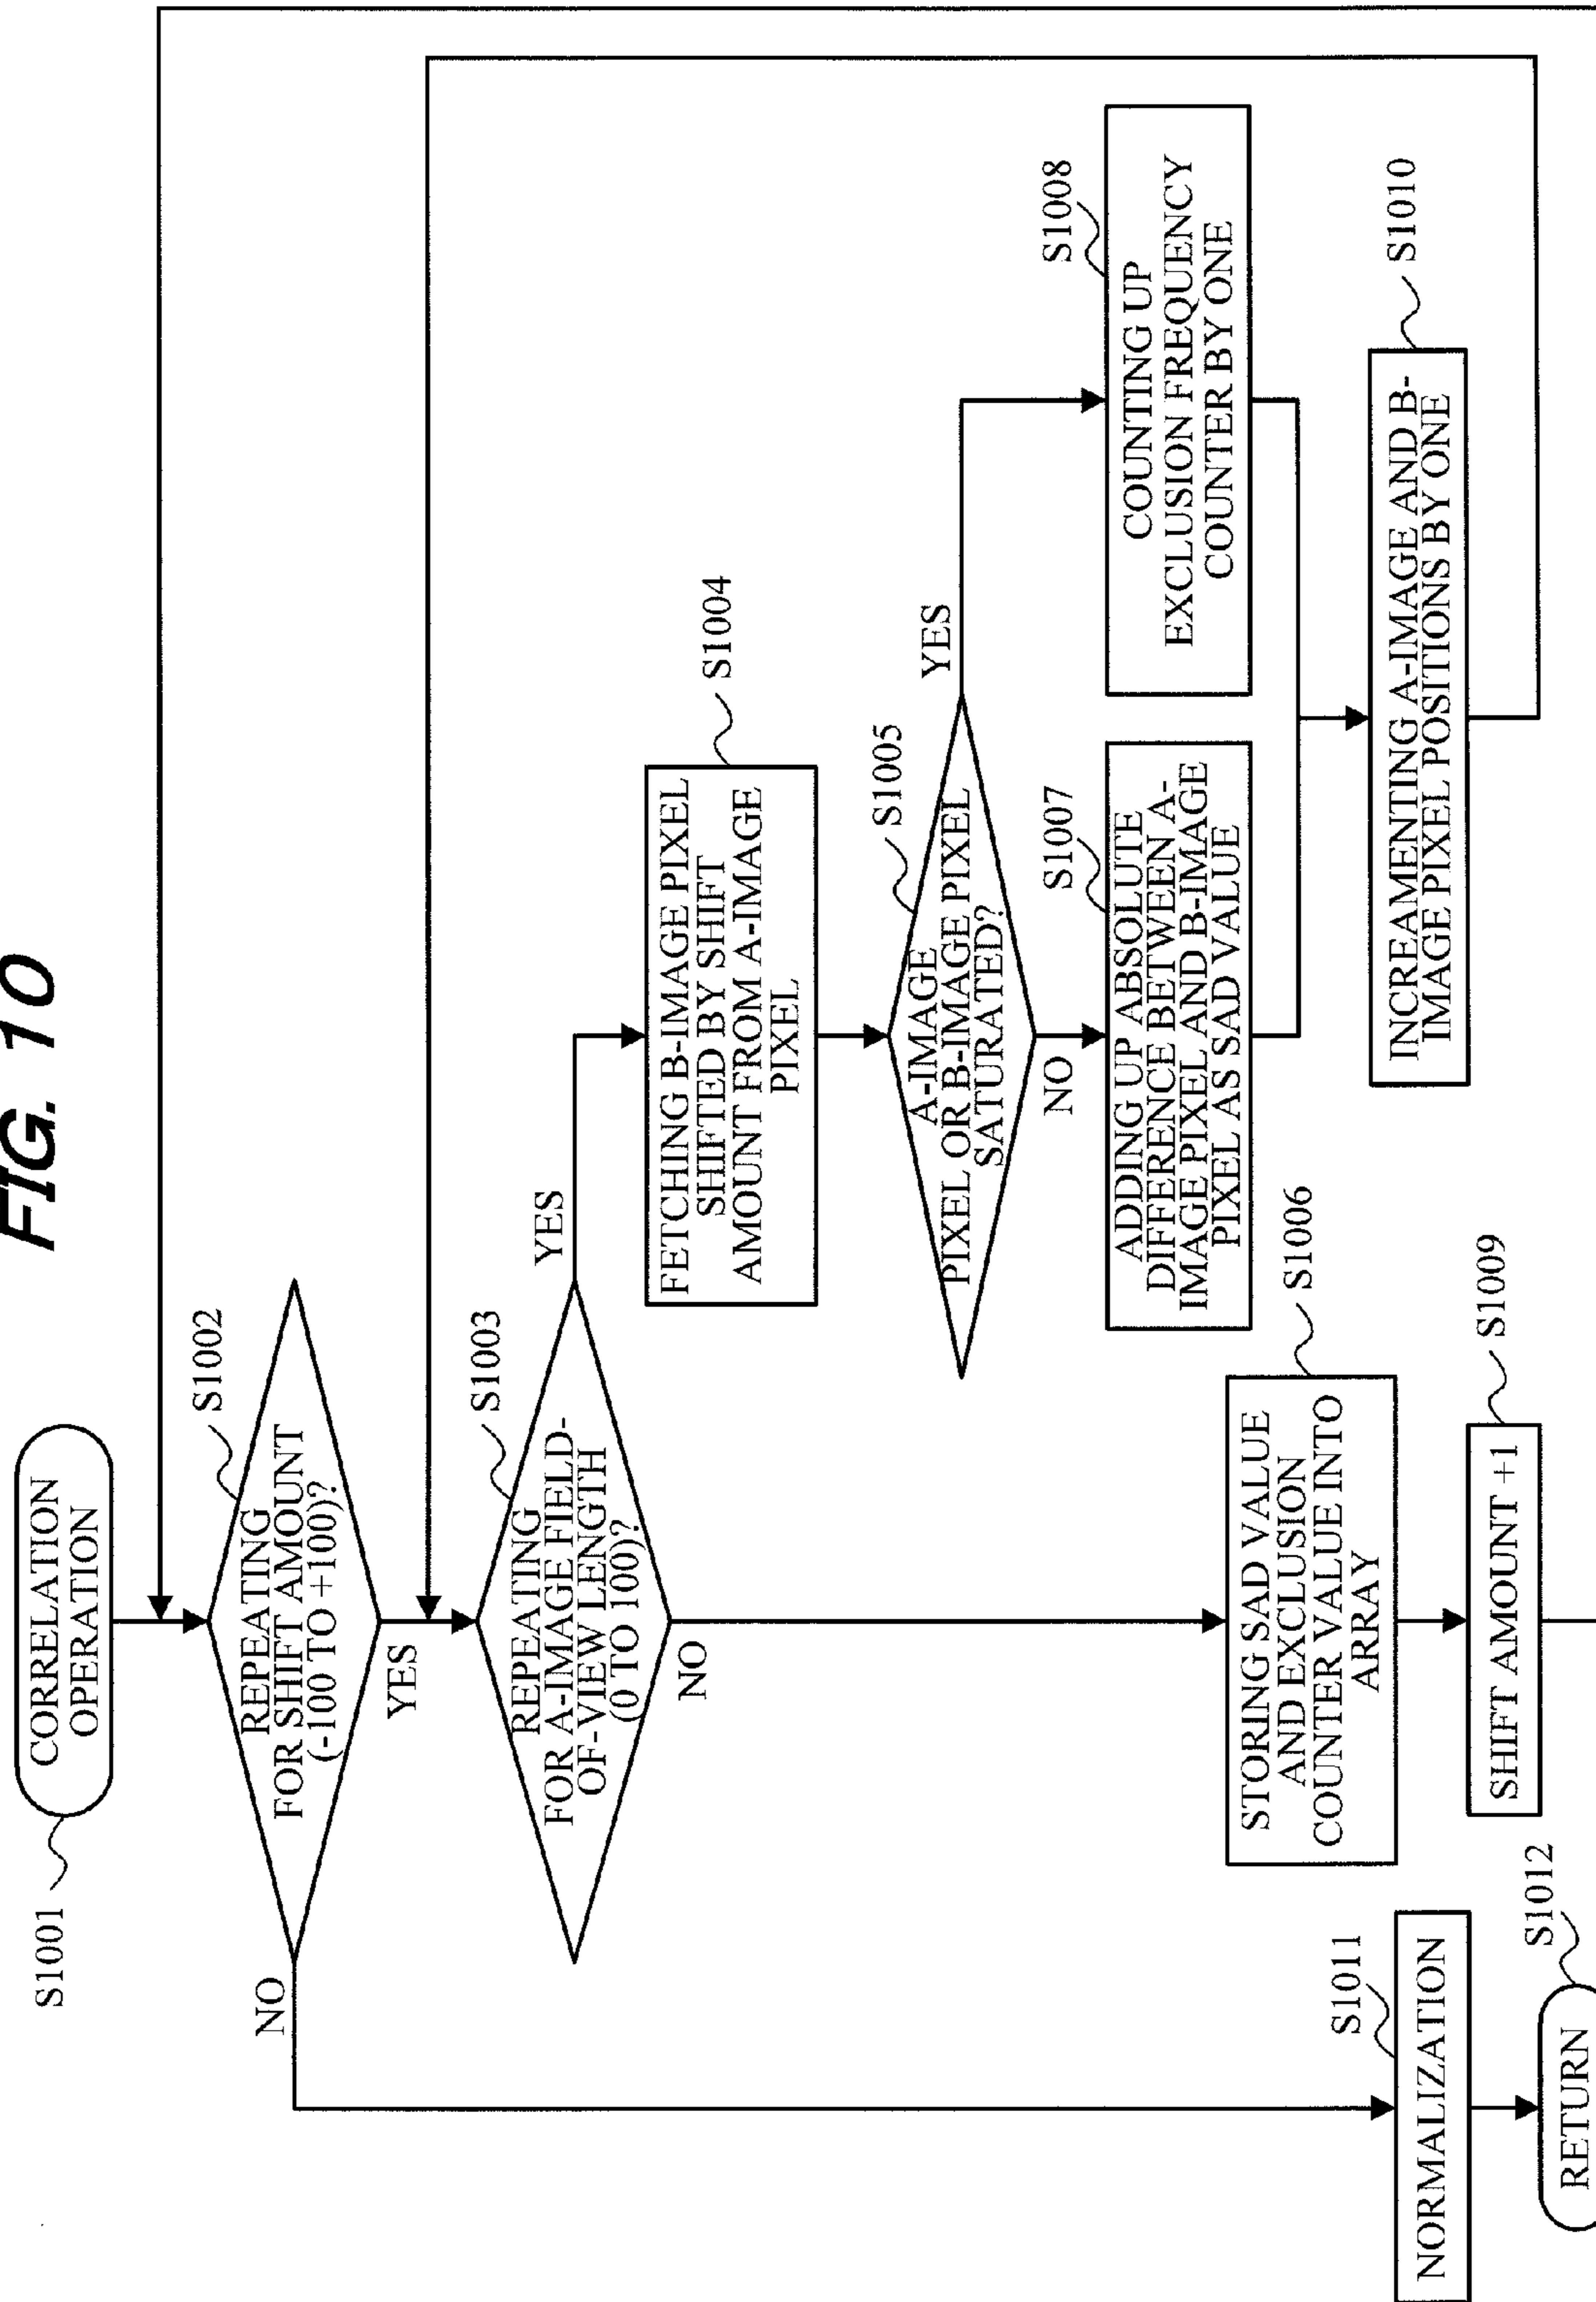 FIG. 10
CORRELATION
OPERATION
S1001
REPEATING
FOR SHIFT AMOUNT
(-100 TO +100)?
S1002
NO
YES
REPEATING
FOR A-IMAGE FIELD-
OF-VIEW LENGTH
(0 TO 100)?
S1003
YES
NO
FETCHING B-IMAGE PIXEL
SHIFTED BY SHIFT
AMOUNT FROM A-IMAGE
PIXEL
S1004
A-IMAGE
PIXEL OR B-IMAGE PIXEL
SATURATED?
S1005
YES
NO
ADDING UP ABSOLUTE
DIFFERENCE BETWEEN A-
IMAGE PIXEL AND B-IMAGE
PIXEL AS SAD VALUE
S1007
COUNTING UP
EXCLUSION FREQUENCY
COUNTER BY ONE
S1008
STORING SAD VALUE
AND EXCLUSION
COUNTER VALUE INTO
ARRAY
S1006
INCREAMENTING A-IMAGE AND B-
IMAGE PIXEL POSITIONS BY ONE
S1010
SHIFT AMOUNT +1
S1009
NORMALIZATION
S1011
RETURN
S1012